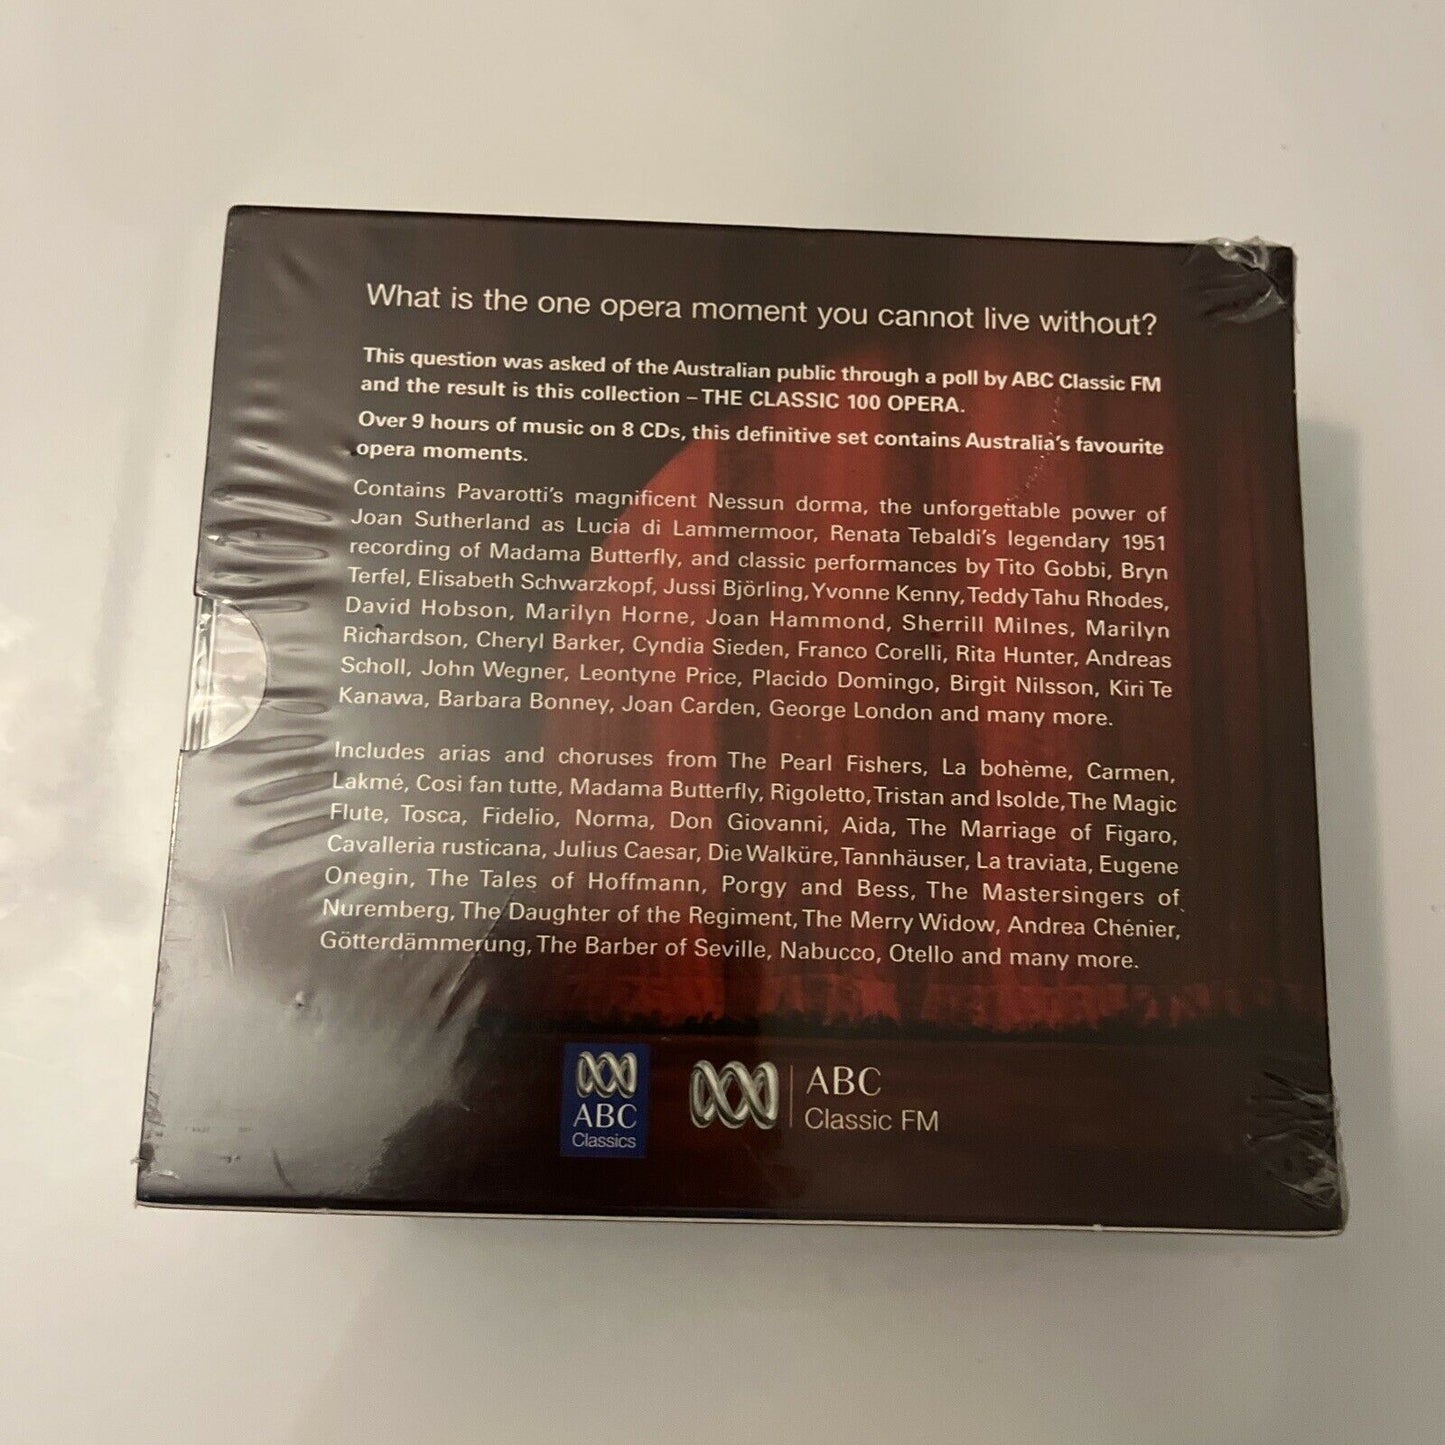 What is the one opera moment you cannot live without?
This question was asked of the Australian public through a poll by ABC Classic FM
and the result is this collection – THE CLASSIC 100 OPERA.
Over 9 hours of music on 8 CDs, this definitive set contains Australia's favourite
opera moments.
Contains Pavarotti's magnificent Nessun dorma, the unforgettable power of
Joan Sutherland as Lucia di Lammermoor, Renata Tebaldi's legendary 1951
recording of Madama Butterfly, and classic performances by Tito Gobbi, Bryn
Terfel, Elisabeth Schwarzkopf, Jussi Björling, Yvonne Kenny, Teddy Tahu Rhodes,
David Hobson, Marilyn Horne, Joan Hammond, Sherrill Milnes, Marilyn
Richardson, Cheryl Barker, Cyndia Sieden, Franco Corelli, Rita Hunter, Andreas
Scholl, John Wegner, Leontyne Price, Placido Domingo, Birgit Nilsson, Kiri Te
Kanawa, Barbara Bonney, Joan Carden, George London and many more.
Includes arias and choruses from The Pearl Fishers, La bohème, Carmen,
Lakmé, Così fan tutte, Madama Butterfly, Rigoletto, Tristan and Isolde, The Magic
Flute, Tosca, Fidelio, Norma, Don Giovanni, Aida, The Marriage of Figaro,
Cavalleria rusticana, Julius Caesar, Die Walküre, Tannhäuser, La traviata, Eugene
Onegin, The Tales of Hoffmann, Porgy and Bess, The Mastersingers of
Nuremberg, The Daughter of the Regiment, The Merry Widow, Andrea Chénier,
Götterdämmerung, The Barber of Seville, Nabucco, Otello and many more.
ABC
Classics
ABC
Classic FM